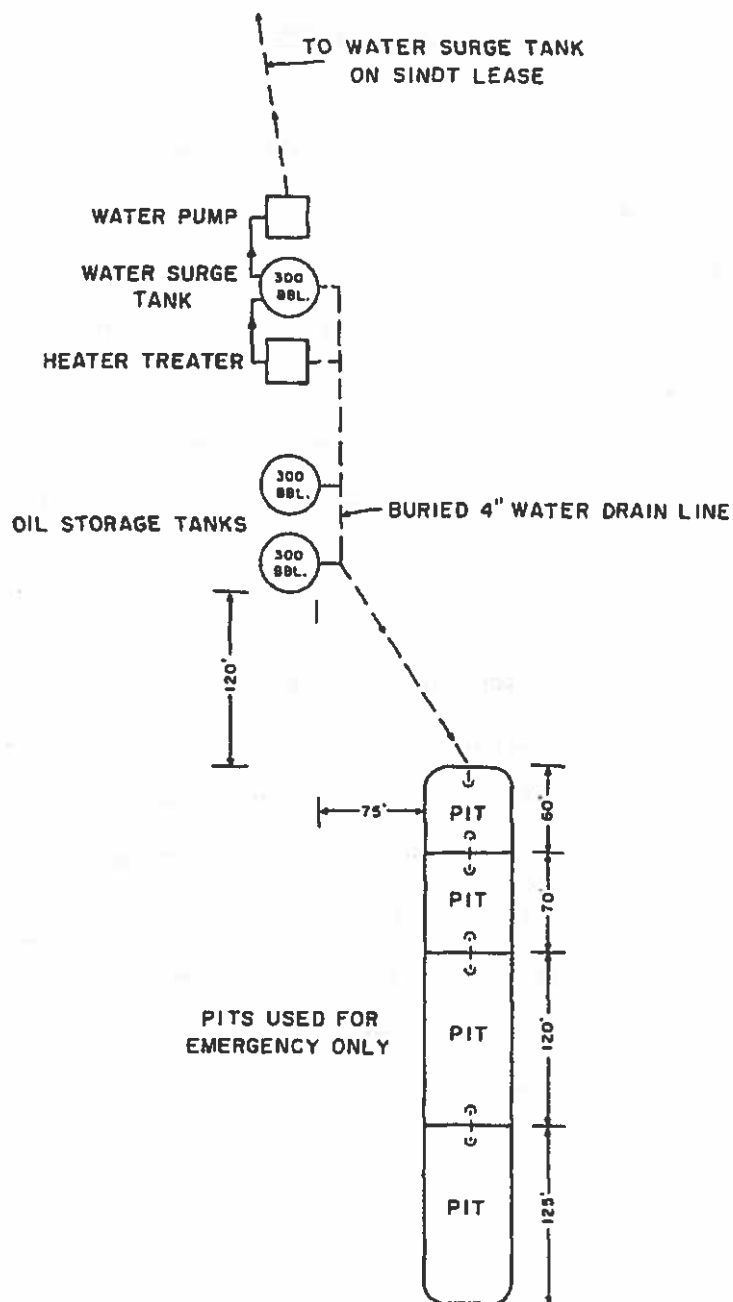 TO WATER SURGE TANK
ON SINDT LEASE
WATER PUMP
WATER SURGE
TANK
300
BBL.
HEATER TREATER
300
BBL.
OIL STORAGE TANKS
BURIED 4" WATER DRAIN LINE
300
BBL.
120'
75'
PIT
60'
PIT
70'
PITS USED FOR
EMERGENCY ONLY
PIT
120'
PIT
125'